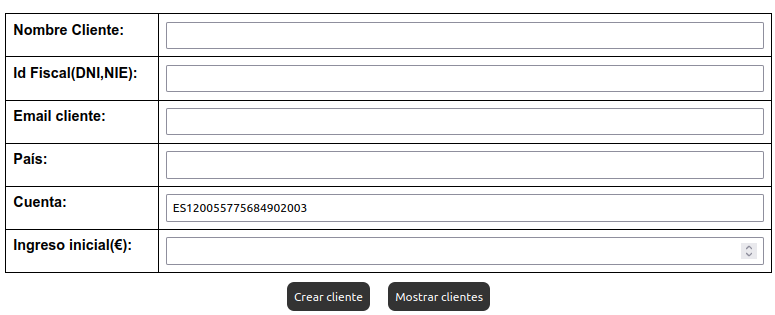 Nombre Cliente:
Id Fiscal(DNI,NIE):
Email cliente:
País:
Cuenta: ES120055775684902003
Ingreso inicial(€):
Crear cliente Mostrar clientes